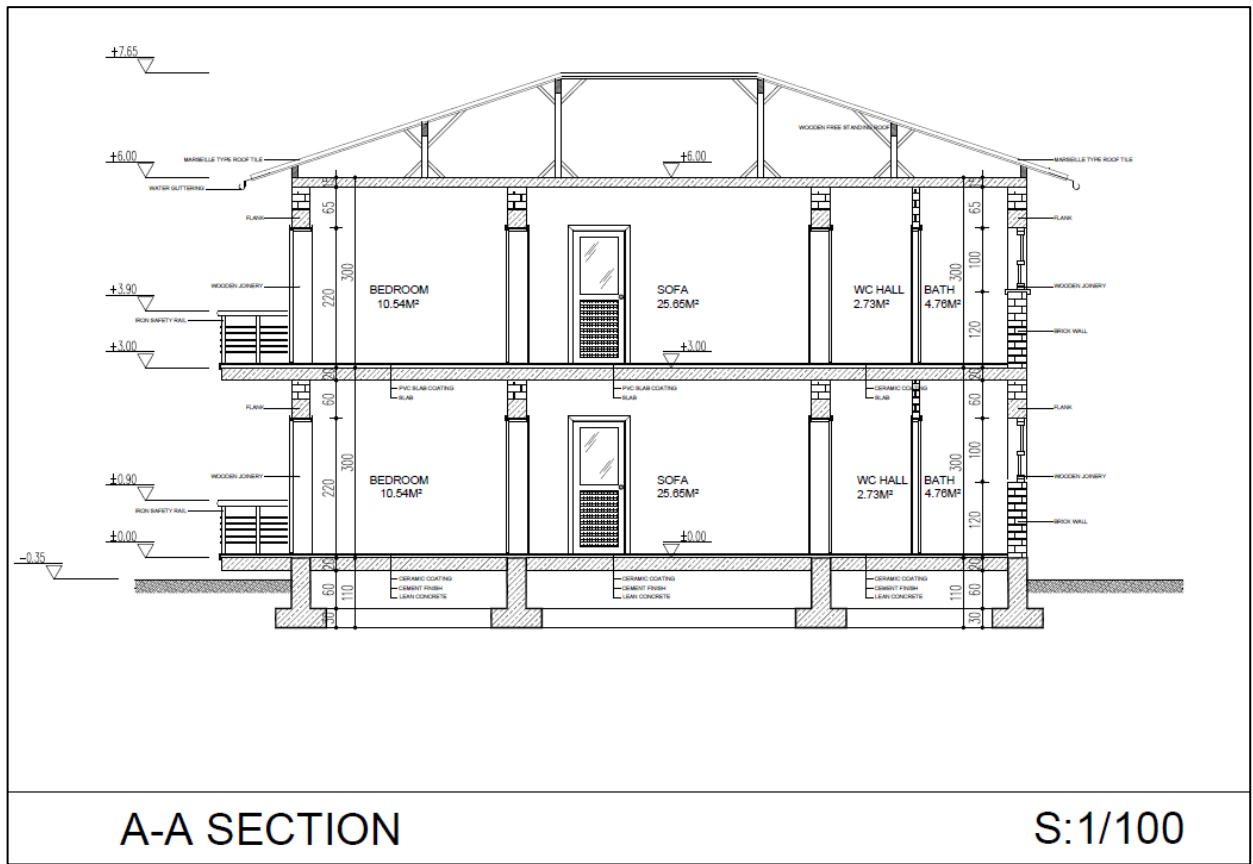 +7.65
+6.00
+6.00
WOODEN FREE STANDING ROOF
MARSEILLE TYPE ROOF TILE
MARSEILLE TYPE ROOF TILE
WATER GUTTERING
15
15
65
65
FLANK
FLANK
300
300
100
220
BEDROOM
10.54M²
SOFA
25.65M²
WC HALL
2.73M²
BATH
4.76M²
WOODEN JOINERY
WOODEN JOINERY
+3.90
IRON SAFETY RAIL
120
BRICK WALL
+3.00
+3.00
20
20
PVC SLAB COATING
SLAB
PVC SLAB COATING
SLAB
CERAMIC COATING
SLAB
60
60
FLANK
FLANK
300
300
100
220
BEDROOM
10.54M²
SOFA
25.65M²
WC HALL
2.73M²
BATH
4.76M²
WOODEN JOINERY
WOODEN JOINERY
±0.90
IRON SAFETY RAIL
120
BRICK WALL
±0.00
±0.00
-0.35
20
20
CERAMIC COATING
CEMENT FINISH
LEAN CONCRETE
CERAMIC COATING
CEMENT FINISH
LEAN CONCRETE
CERAMIC COATING
CEMENT FINISH
LEAN CONCRETE
60
110
110
60
30
30
A-A SECTION
S:1/100